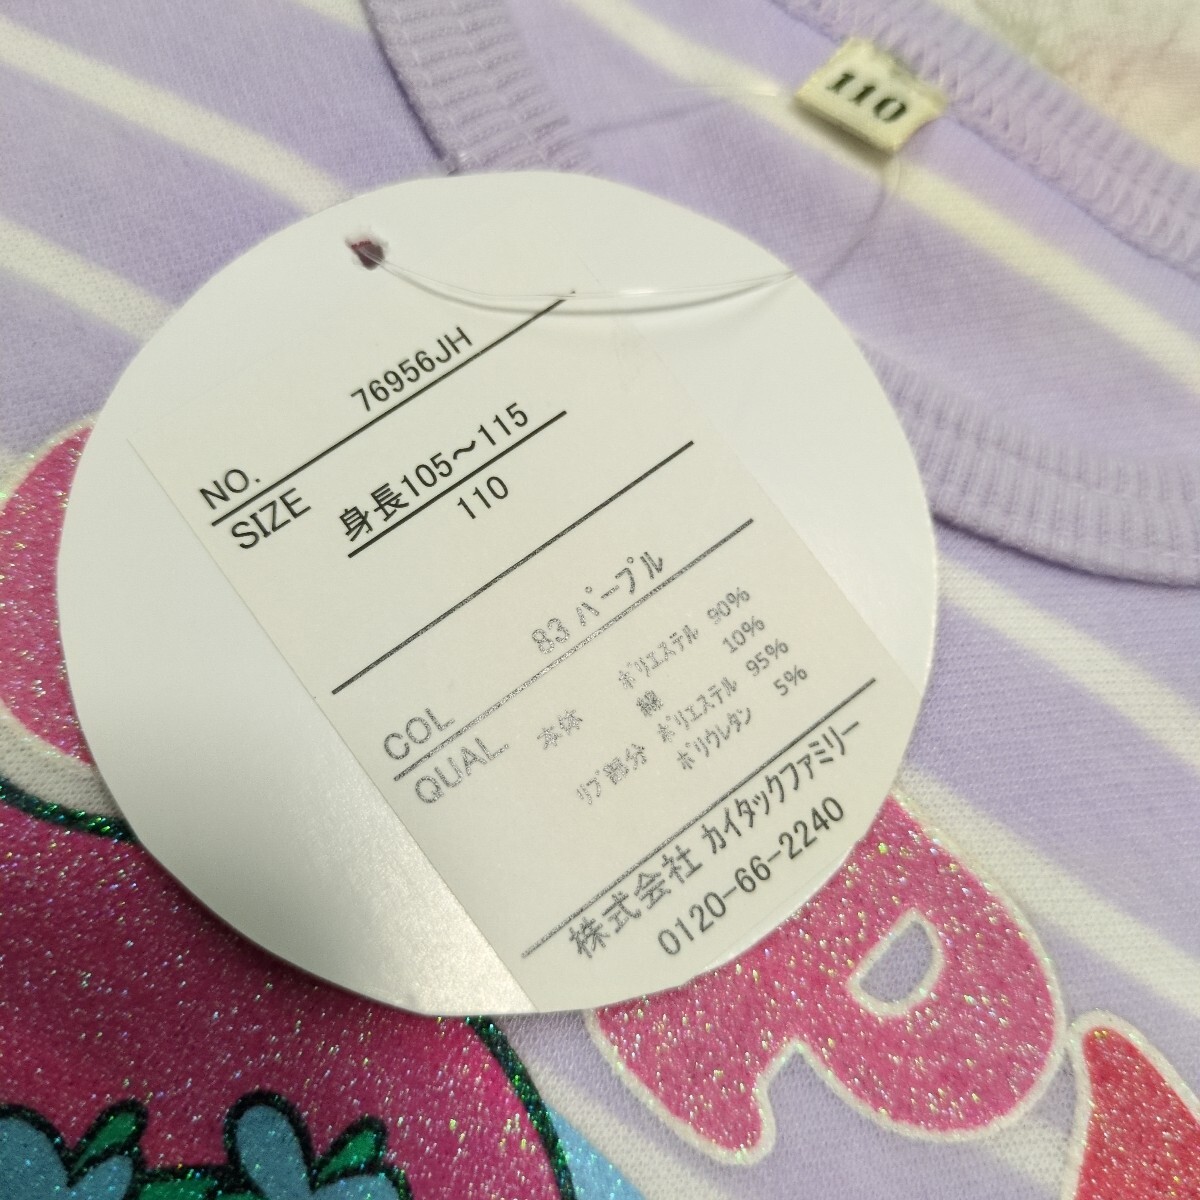 110
NO. 76956JH
SIZE 身長105～115
110
COL 83 パープル
QUAL. 本体 ポリエステル 90%
綿 10%
リブ部分 ポリエステル 95%
ポリウレタン 5%
株式会社 カイタックファミリー
0120-66-2240
P